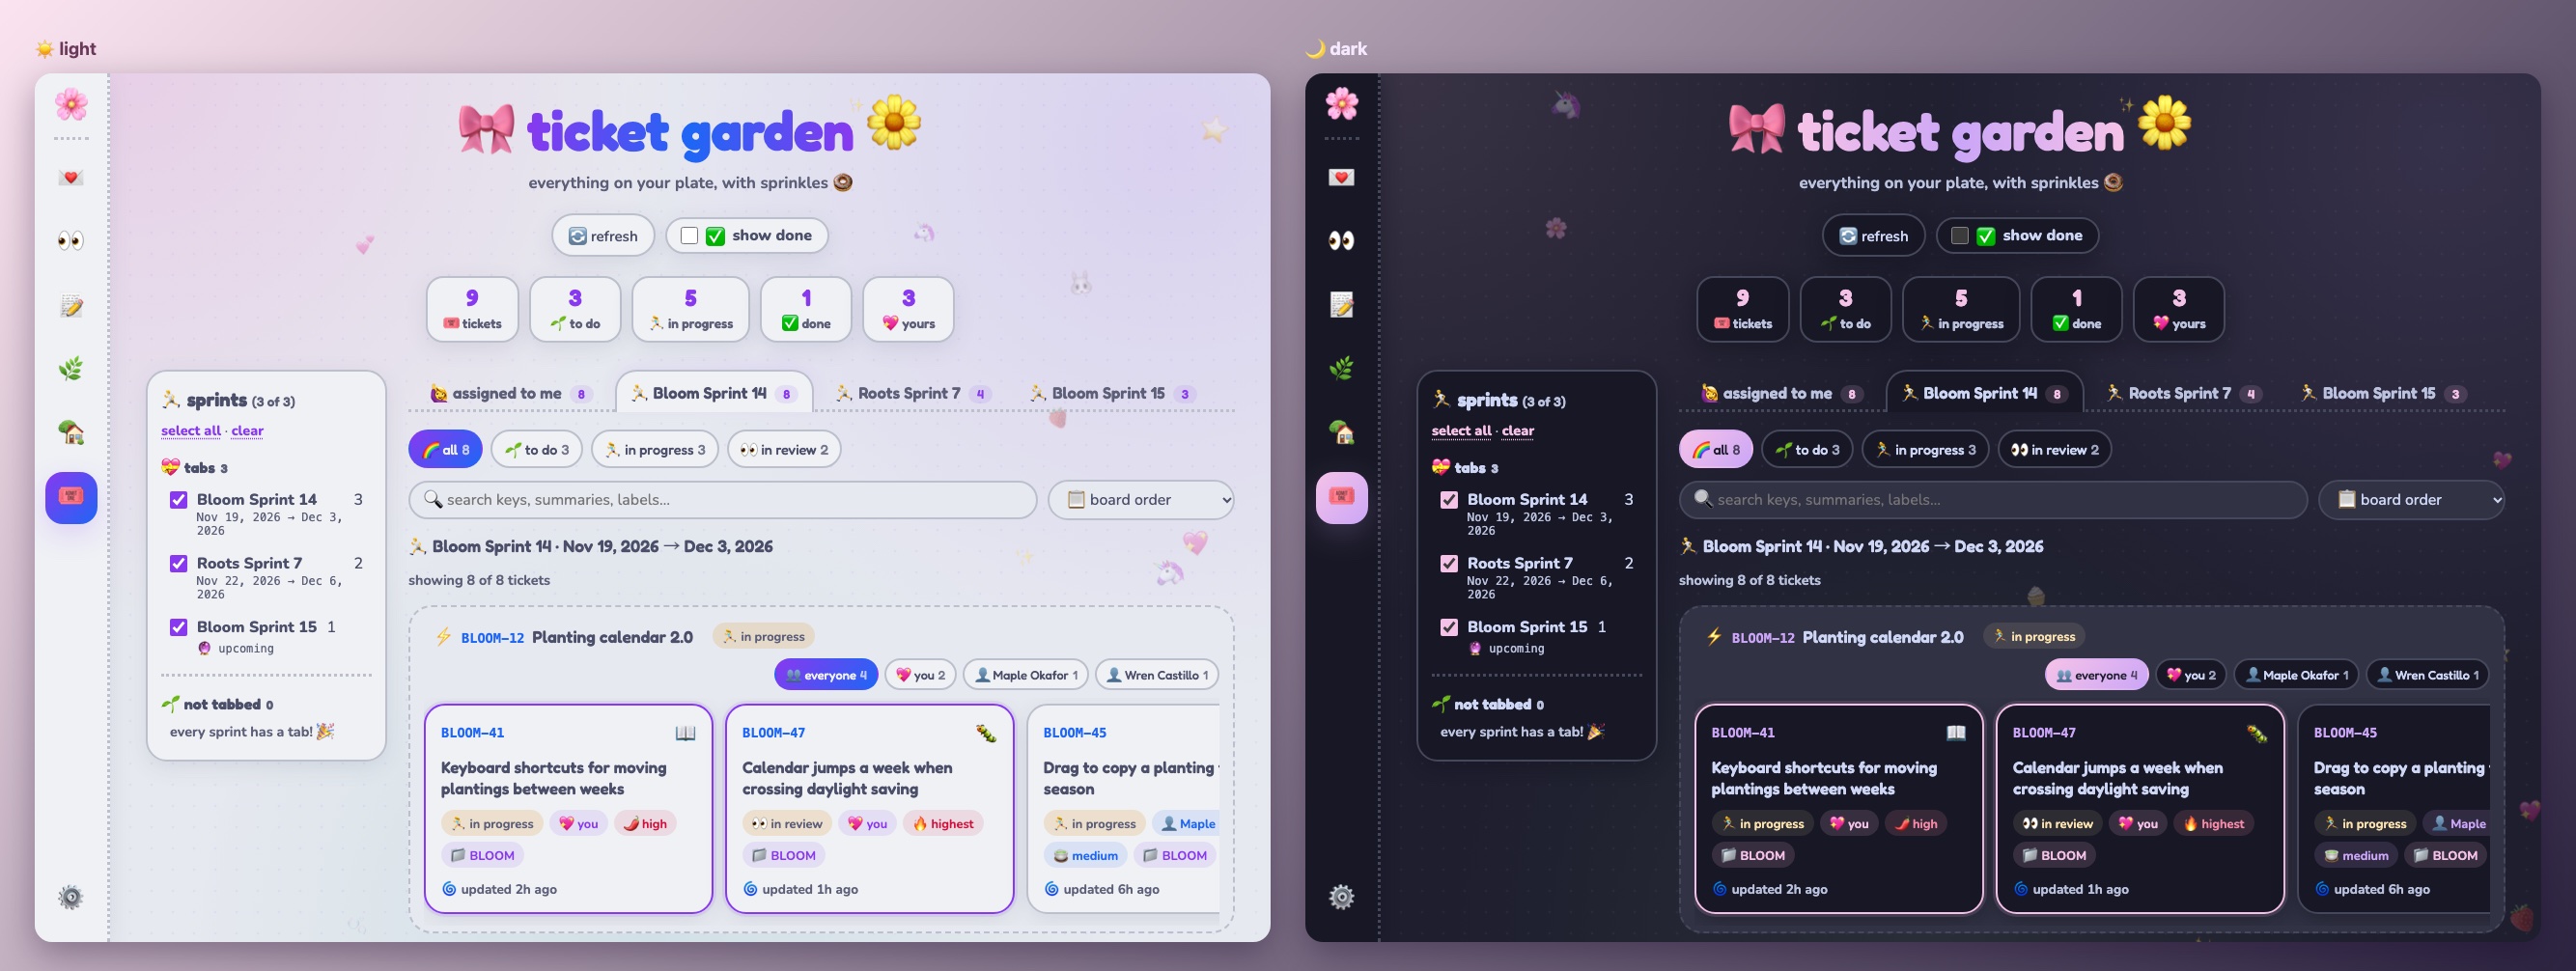 light
ticket garden
everything on your plate, with sprinkles
refresh
show done
9
tickets
3
to do
5
in progress
1
done
3
yours
sprints (3 of 3)
select all · clear
tabs 3
Bloom Sprint 14 3
Nov 19, 2026 → Dec 3,
2026
Roots Sprint 7 2
Nov 22, 2026 → Dec 6,
2026
Bloom Sprint 15 1
upcoming
not tabbed 0
every sprint has a tab!
assigned to me 8
Bloom Sprint 14 8
Roots Sprint 7 4
Bloom Sprint 15 3
all 8
to do 3
in progress 3
in review 2
search keys, summaries, labels...
board order
Bloom Sprint 14 · Nov 19, 2026 → Dec 3, 2026
showing 8 of 8 tickets
BLOOM-12 Planting calendar 2.0 in progress
everyone 4
you 2
Maple Okafor 1
Wren Castillo 1
BLOOM-41
Keyboard shortcuts for moving
plantings between weeks
in progress you high
BLOOM
updated 2h ago
BLOOM-47
Calendar jumps a week when
crossing daylight saving
in review you highest
BLOOM
updated 1h ago
BLOOM-45
Drag to copy a planting
season
in progress Maple
medium BLOOM
updated 6h ago
dark
ticket garden
everything on your plate, with sprinkles
refresh
show done
9
tickets
3
to do
5
in progress
1
done
3
yours
sprints (3 of 3)
select all · clear
tabs 3
Bloom Sprint 14 3
Nov 19, 2026 → Dec 3,
2026
Roots Sprint 7 2
Nov 22, 2026 → Dec 6,
2026
Bloom Sprint 15 1
upcoming
not tabbed 0
every sprint has a tab!
assigned to me 8
Bloom Sprint 14 8
Roots Sprint 7 4
Bloom Sprint 15 3
all 8
to do 3
in progress 3
in review 2
search keys, summaries, labels...
board order
Bloom Sprint 14 · Nov 19, 2026 → Dec 3, 2026
showing 8 of 8 tickets
BLOOM-12 Planting calendar 2.0 in progress
everyone 4
you 2
Maple Okafor 1
Wren Castillo 1
BLOOM-41
Keyboard shortcuts for moving
plantings between weeks
in progress you high
BLOOM
updated 2h ago
BLOOM-47
Calendar jumps a week when
crossing daylight saving
in review you highest
BLOOM
updated 1h ago
BLOOM-45
Drag to copy a planting
season
in progress Maple
medium BLOOM
updated 6h ago